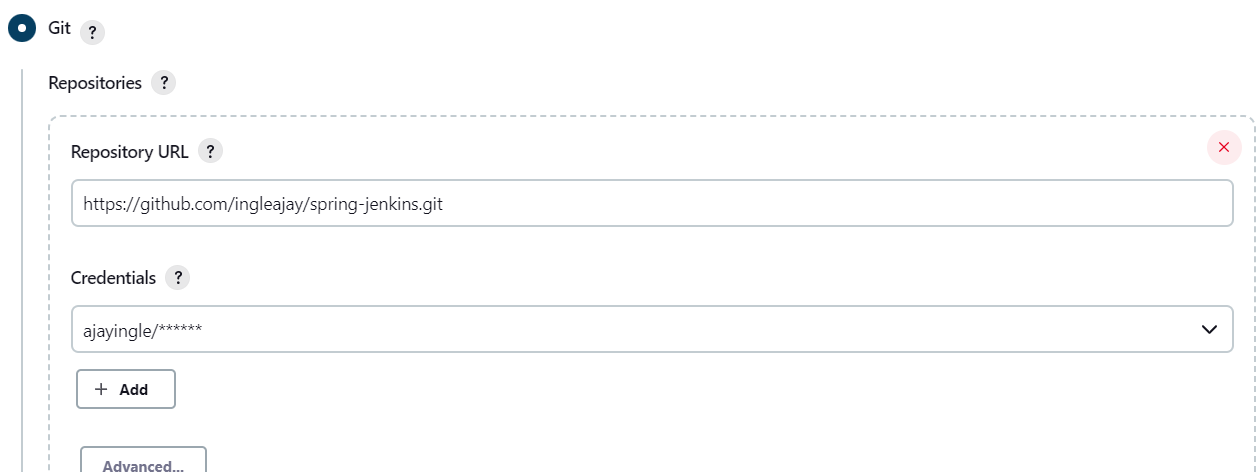 Git ?
Repositories ?
Repository URL ?
https://github.com/ingleajay/spring-jenkins.git
Credentials ?
ajayingle/******
+ Add
Advanced...